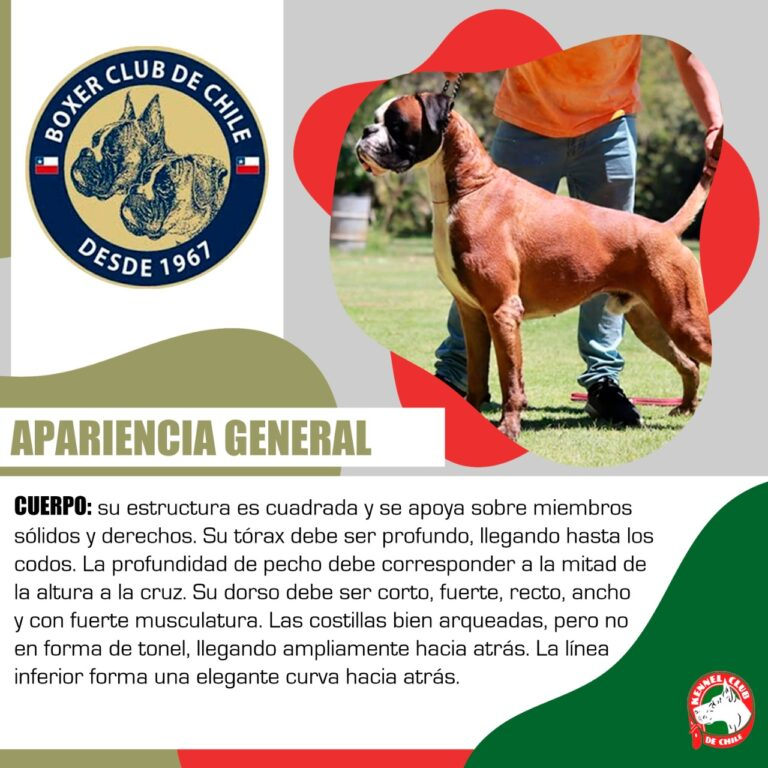 BOXER CLUB DE CHILE
DESDE 1967
APARIENCIA GENERAL
CUERPO: su estructura es cuadrada y se apoya sobre miembros
sólidos y derechos. Su tórax debe ser profundo, llegando hasta los
codos. La profundidad de pecho debe corresponder a la mitad de
la altura a la cruz. Su dorso debe ser corto, fuerte, recto, ancho
y con fuerte musculatura. Las costillas bien arqueadas, pero no
en forma de tonel, llegando ampliamente hacia atrás. La línea
inferior forma una elegante curva hacia atrás.
KENNEL CLUB
DE CHILE